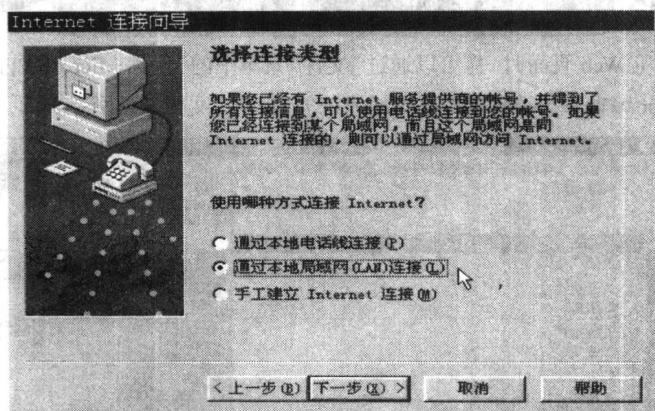 Internet 连接向导
选择连接类型
如果您已经有 Internet 服务提供商的帐号，并得到了
所有连接信息，可以使用电话线连接到您的帐号。如果
您已经连接到某个局域网，而且这个局域网是同
Internet 连接的，则可以通过局域网访问 Internet。
使用哪种方式连接 Internet？
通过本地电话线连接(P)
通过本地局域网(LAN)连接(L)
手工建立 Internet 连接(M)
< 上一步(B) 下一步(X) > 取消 帮助